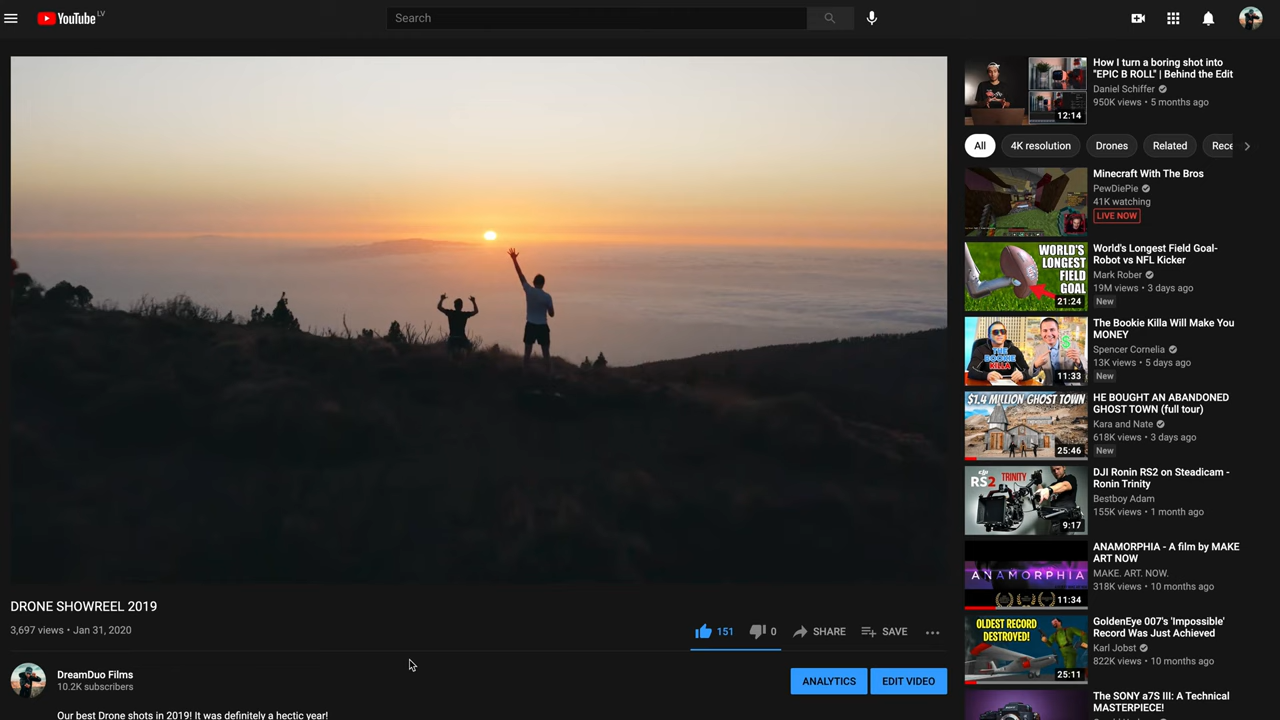 YouTube LV
Search
DRONE SHOWREEL 2019
3,697 views • Jan 31, 2020
151
0
SHARE
SAVE
DreamDuo Films
10.2K subscribers
ANALYTICS
EDIT VIDEO
Our best Drone shots in 2019! It was definitely a hectic year!
How I turn a boring shot into
"EPIC B ROLL" | Behind the Edit
Daniel Schiffer
950K views • 5 months ago
12:14
All
4K resolution
Drones
Related
Rece
Minecraft With The Bros
PewDiePie
41K watching
LIVE NOW
WORLD'S
LONGEST
FIELD
GOAL
21:24
World's Longest Field Goal-
Robot vs NFL Kicker
Mark Rober
19M views • 3 days ago
New
THE
BOOKIE
KILLA
11:33
The Bookie Killa Will Make You
MONEY
Spencer Cornelia
13K views • 5 days ago
New
$1.4 MILLION GHOST TOWN
25:46
HE BOUGHT AN ABANDONED
GHOST TOWN (full tour)
Kara and Nate
618K views • 3 days ago
New
dji
RS2
TRINITY
9:17
DJI Ronin RS2 on Steadicam -
Ronin Trinity
Bestboy Adam
155K views • 1 month ago
ANAMORPHIA
11:34
ANAMORPHIA - A film by MAKE
ART NOW
MAKE. ART. NOW.
318K views • 10 months ago
OLDEST RECORD
DESTROYED!
25:11
GoldenEye 007's 'Impossible'
Record Was Just Achieved
Karl Jobst
822K views • 10 months ago
The SONY a7S III: A Technical
MASTERPIECE!